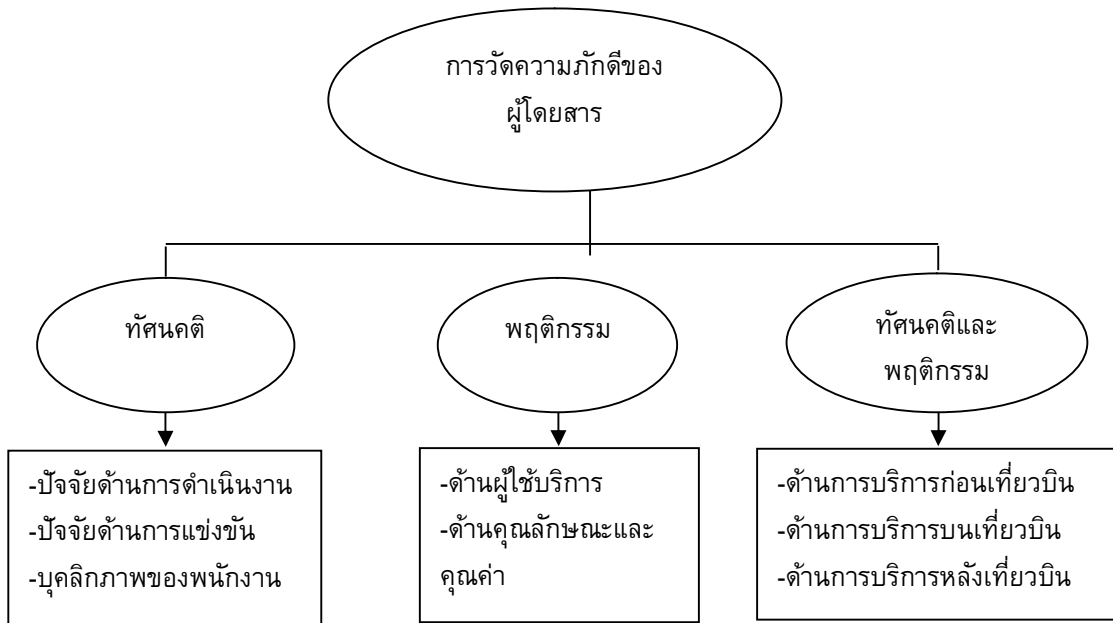 การวัดความภักดีของ
ผู้โดยสาร
ทัศนคติ
พฤติกรรม
ทัศนคติและ
พฤติกรรม
-ปัจจัยด้านการดำเนินงาน
-ปัจจัยด้านการแข่งขัน
-บุคลิกภาพของพนักงาน
-ด้านผู้ใช้บริการ
-ด้านคุณลักษณะและ
คุณค่า
-ด้านการบริการก่อนเที่ยวบิน
-ด้านการบริการบนเที่ยวบิน
-ด้านการบริการหลังเที่ยวบิน